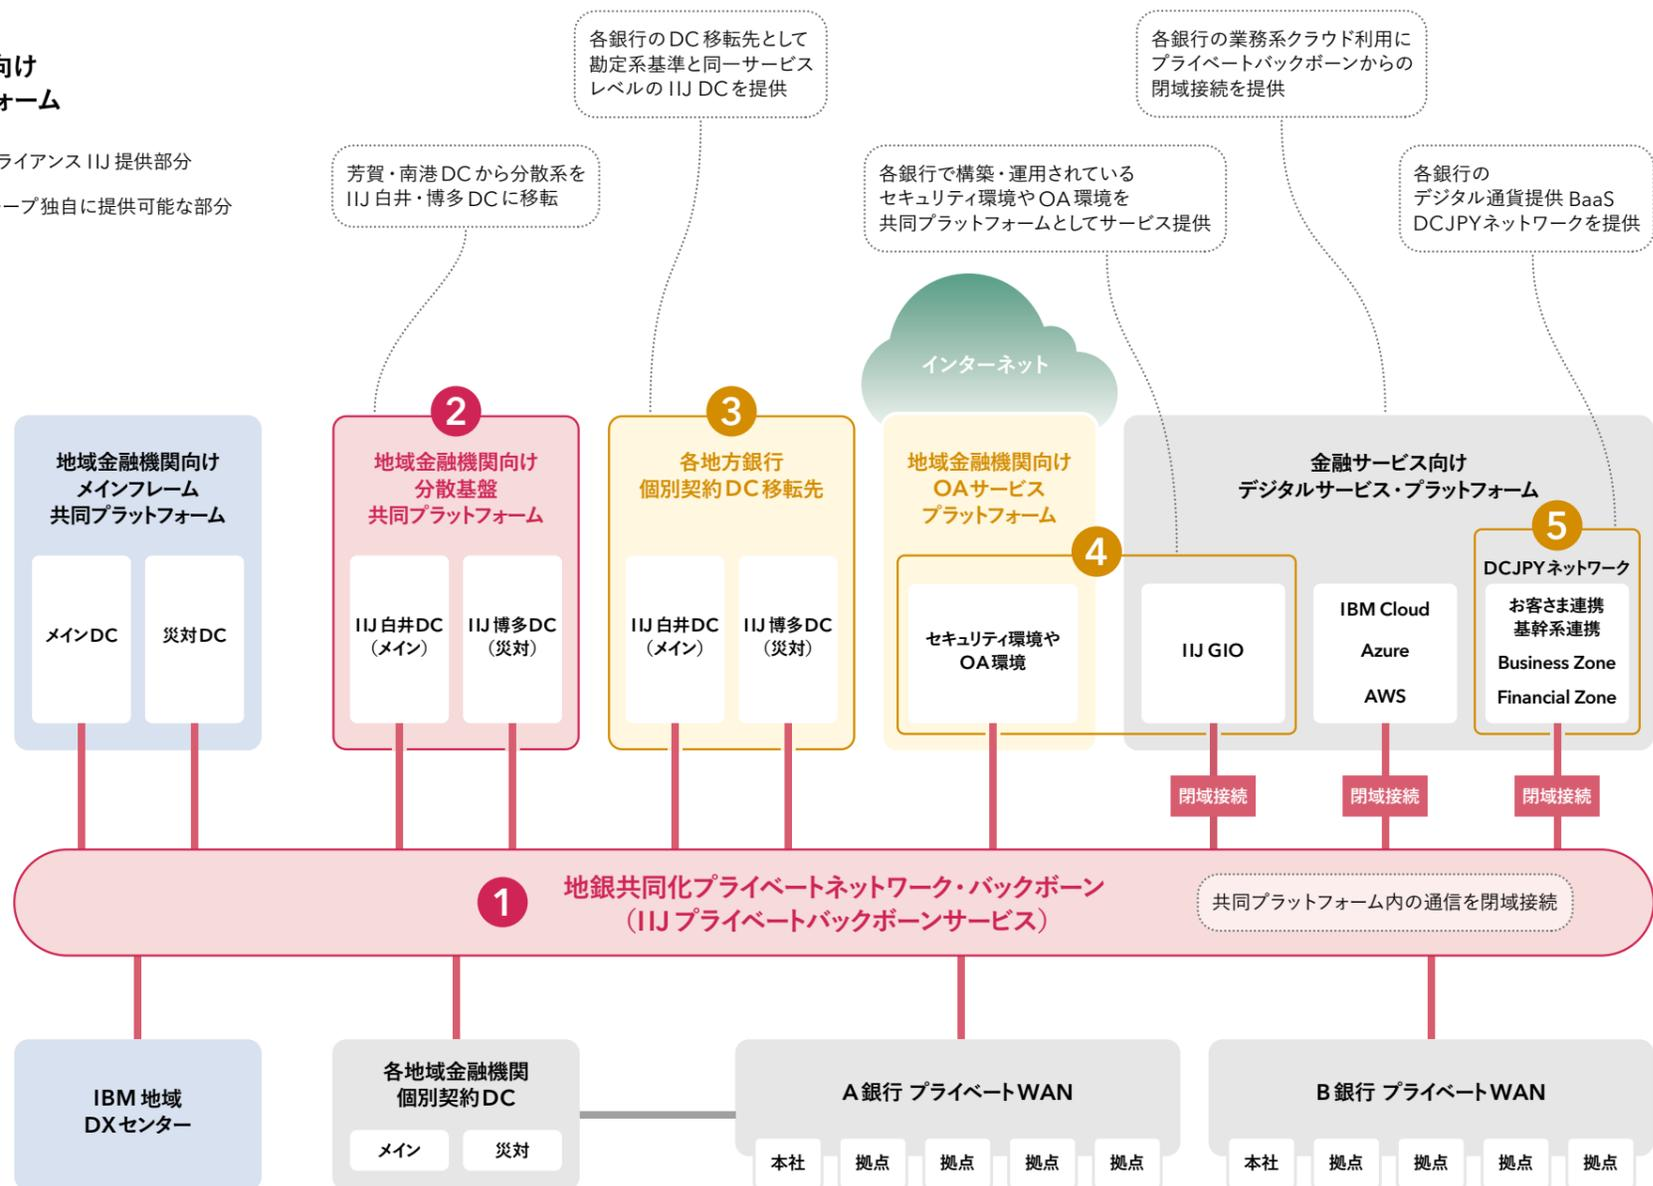 向け
ォーム
ライアンス IIJ 提供部分
ープ独自に提供可能な部分
各銀行の DC 移転先として
勘定系基準と同一サービス
レベルの IIJ DC を提供
各銀行の業務系クラウド利用に
プライベートバックボーンからの
閉域接続を提供
芳賀・南港 DC から分散系を
IIJ 白井・博多 DC に移転
各銀行で構築・運用されている
セキュリティ環境や OA 環境を
共同プラットフォームとしてサービス提供
各銀行の
デジタル通貨提供 BaaS
DCJPYネットワークを提供
インターネット
地域金融機関向け
メインフレーム
共同プラットフォーム
メインDC
災対DC
2
地域金融機関向け
分散基盤
共同プラットフォーム
IIJ 白井DC
（メイン）
IIJ 博多DC
（災対）
3
各地方銀行
個別契約DC移転先
IIJ 白井DC
（メイン）
IIJ 博多DC
（災対）
地域金融機関向け
OAサービス
プラットフォーム
4
セキュリティ環境や
OA環境
金融サービス向け
デジタルサービス・プラットフォーム
IIJ GIO
IBM Cloud
Azure
AWS
5
DCJPYネットワーク
お客さま連携
基幹系連携
Business Zone
Financial Zone
閉域接続
閉域接続
閉域接続
1
地銀共同化プライベートネットワーク・バックボーン
（IIJ プライベートバックボーンサービス）
共同プラットフォーム内の通信を閉域接続
IBM 地域
DXセンター
各地域金融機関
個別契約DC
メイン
災対
A銀行 プライベートWAN
本社
拠点
拠点
拠点
拠点
B銀行 プライベートWAN
本社
拠点
拠点
拠点
拠点